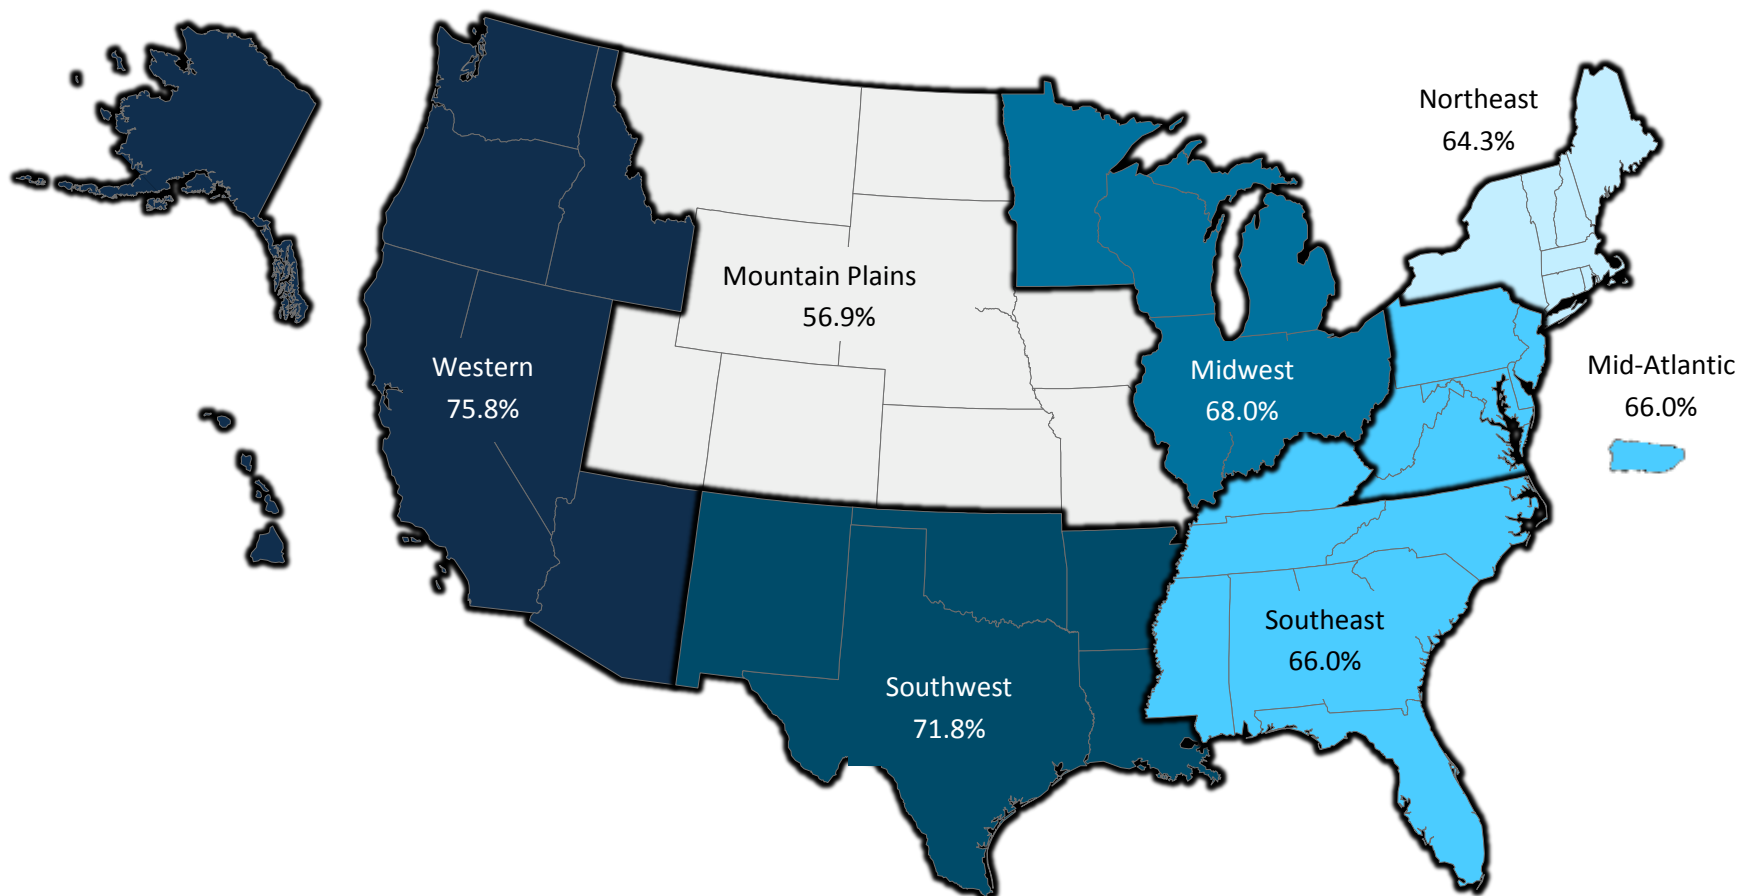 Northeast
64.3%
Mountain Plains
56.9%
Western
75.8%
Midwest
68.0%
Mid-Atlantic
66.0%
Southeast
66.0%
Southwest
71.8%